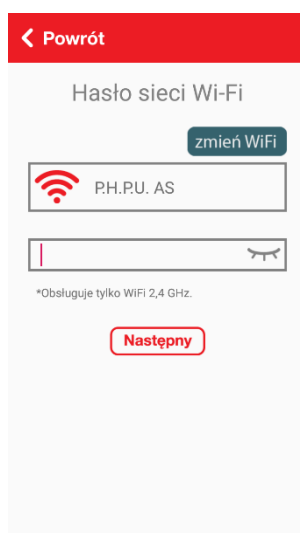 Powrót
Hasło sieci Wi-Fi
zmień WiFi
P.H.P.U. AS
*Obsługuje tylko WiFi 2,4 GHz.
Następny